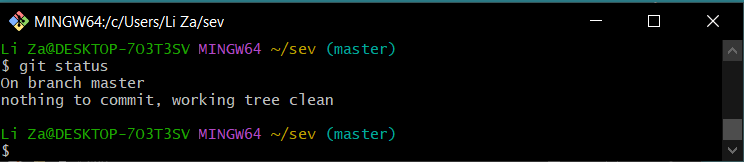 MINGW64:/c/Users/Li Za/sev
Li Za@DESKTOP-7O3T3SV MINGW64 ~/sev (master)
$ git status
On branch master
nothing to commit, working tree clean
Li Za@DESKTOP-7O3T3SV MINGW64 ~/sev (master)
$